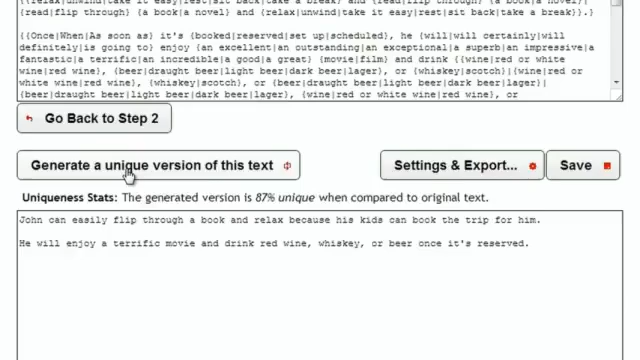 {{relax|unwind|take it easy|rest|sit back|take a break} and {read|flip through} {a book|a novel}|
{read|flip through} {a book|a novel} and {relax|unwind|take it easy|rest|sit back|take a break}}.}
{{Once|When|As soon as} it's {booked|reserved|set up|scheduled}, he {will|will certainly|will
definitely|is going to} enjoy {an excellent|an outstanding|an exceptional|a superb|an impressive|a
fantastic|a terrific|an incredible|a good|a great} {movie|film} and drink {{wine|red or white
wine|red wine}, {beer|draught beer|light beer|dark beer|lager}, or {whiskey|scotch}|{wine|red or
white wine|red wine}, {whiskey|scotch}, or {beer|draught beer|light beer|dark beer|lager}|
{beer|draught beer|light beer|dark beer|lager}, {wine|red or white wine|red wine}, or
Go Back to Step 2
Generate a unique version of this text
Settings & Export...
Save
Uniqueness Stats: The generated version is 87% unique when compared to original text.
John can easily flip through a book and relax because his kids can book the trip for him.
He will enjoy a terrific movie and drink red wine, whiskey, or beer once it's reserved.